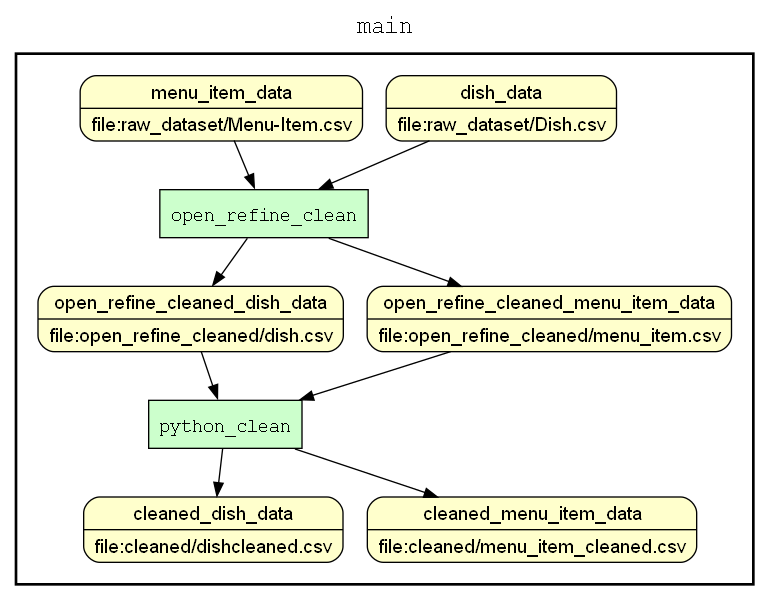 main
menu_item_data
file:raw_dataset/Menu-Item.csv
dish_data
file:raw_dataset/Dish.csv
open_refine_clean
open_refine_cleaned_dish_data
file:open_refine_cleaned/dish.csv
open_refine_cleaned_menu_item_data
file:open_refine_cleaned/menu_item.csv
python_clean
cleaned_dish_data
file:cleaned/dishcleaned.csv
cleaned_menu_item_data
file:cleaned/menu_item_cleaned.csv